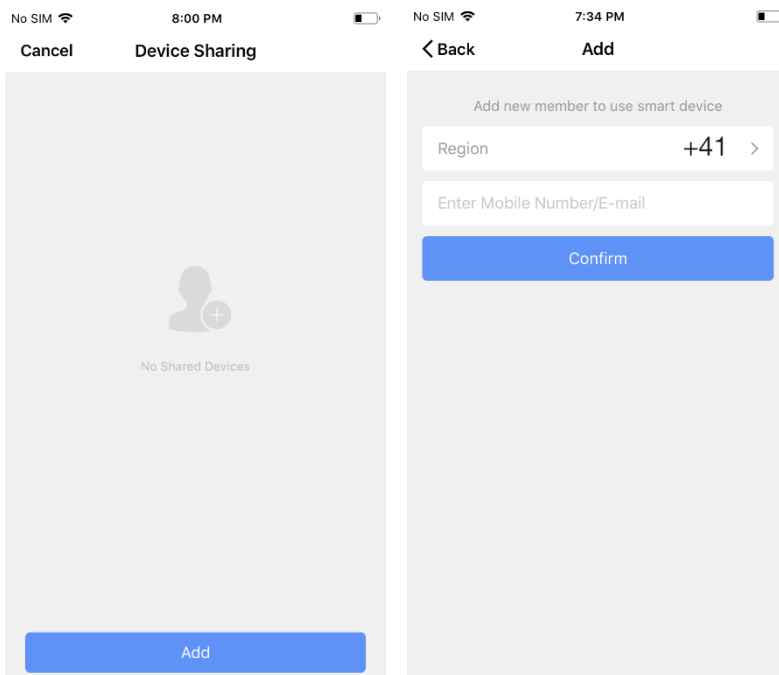 No SIM 8:00 PM
Cancel Device Sharing
No Shared Devices
Add
No SIM 7:34 PM
Back Add
Add new member to use smart device
Region +41
Enter Mobile Number/E-mail
Confirm